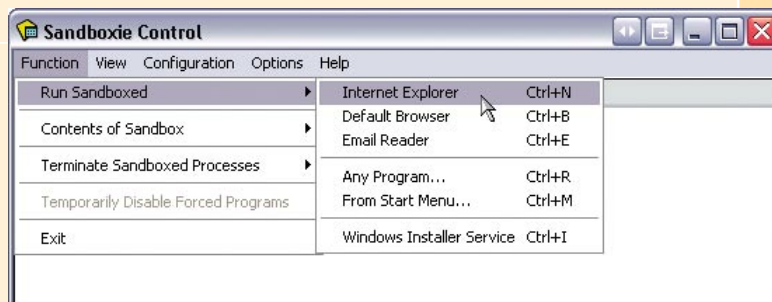 Sandboxie Control
Function View Configuration Options Help
Run Sandboxed
Contents of Sandbox
Terminate Sandboxed Processes
Temporarily Disable Forced Programs
Exit
Internet Explorer Ctrl+N
Default Browser Ctrl+B
Email Reader Ctrl+E
Any Program... Ctrl+R
From Start Menu... Ctrl+M
Windows Installer Service Ctrl+I